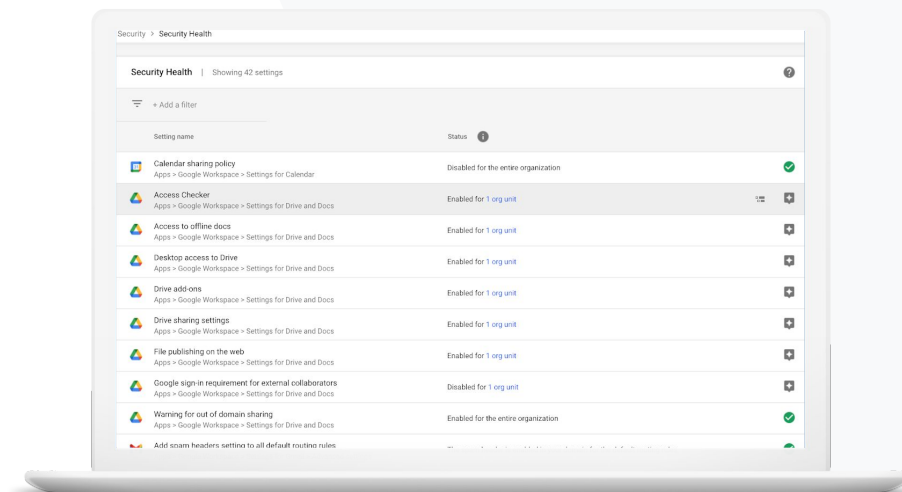 Security > Security Health
Security Health | Showing 42 settings
+ Add a filter
Setting name Status
Calendar sharing policy
Apps > Google Workspace > Settings for Calendar
Disabled for the entire organization
Access Checker
Apps > Google Workspace > Settings for Drive and Docs
Enabled for 1 org unit
Access to offline docs
Apps > Google Workspace > Settings for Drive and Docs
Enabled for 1 org unit
Desktop access to Drive
Apps > Google Workspace > Settings for Drive and Docs
Enabled for 1 org unit
Drive add-ons
Apps > Google Workspace > Settings for Drive and Docs
Enabled for 1 org unit
Drive sharing settings
Apps > Google Workspace > Settings for Drive and Docs
Enabled for 1 org unit
File publishing on the web
Apps > Google Workspace > Settings for Drive and Docs
Enabled for 1 org unit
Google sign-in requirement for external collaborators
Apps > Google Workspace > Settings for Drive and Docs
Disabled for 1 org unit
Warning for out of domain sharing
Apps > Google Workspace > Settings for Drive and Docs
Enabled for the entire organization
Add spam headers setting to all default routing rules